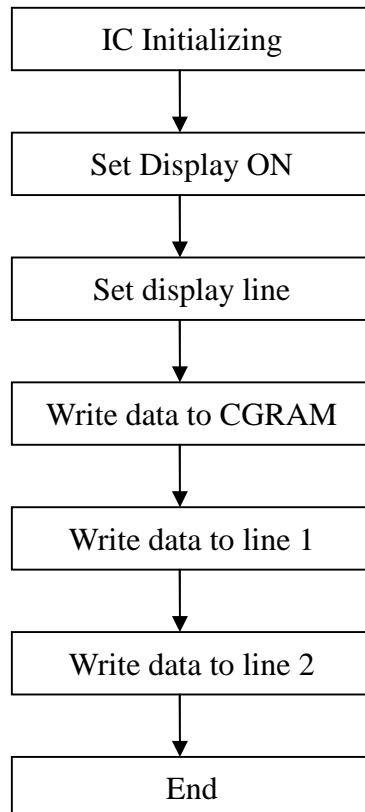 IC Initializing
Set Display ON
Set display line
Write data to CGRAM
Write data to line 1
Write data to line 2
End